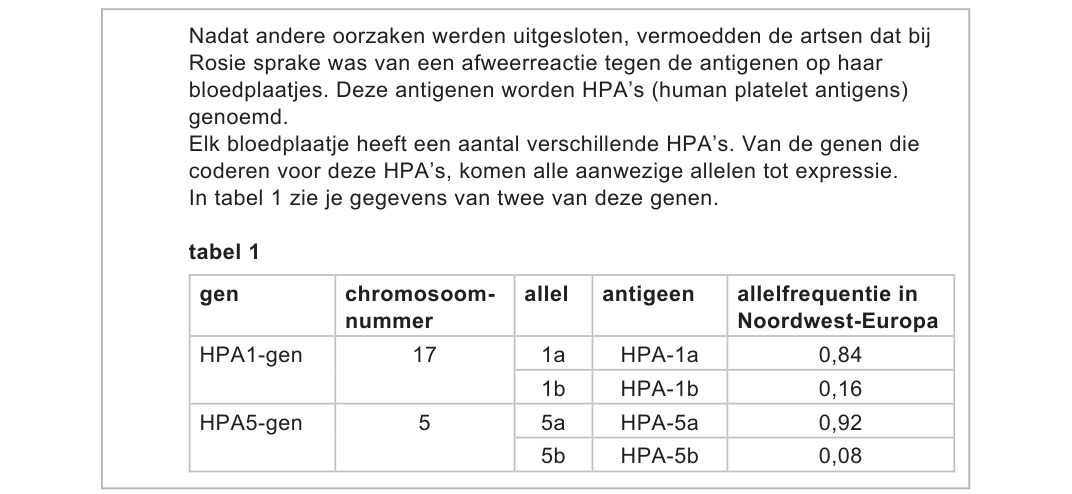 Nadat andere oorzaken werden uitgesloten, vermoedden de artsen dat bij
Rosie sprake was van een afweerreactie tegen de antigenen op haar
bloedplaatjes. Deze antigenen worden HPA's (human platelet antigens)
genoemd.
Elk bloedplaatje heeft een aantal verschillende HPA's. Van de genen die
coderen voor deze HPA's, komen alle aanwezige allelen tot expressie.
In tabel 1 zie je gegevens van twee van deze genen.
tabel 1
gen chromosoom- allel antigeen allelfrequentie in
nummer Noordwest-Europa
HPA1-gen 17 1a HPA-1a 0,84
1b HPA-1b 0,16
HPA5-gen 5 5a HPA-5a 0,92
5b HPA-5b 0,08